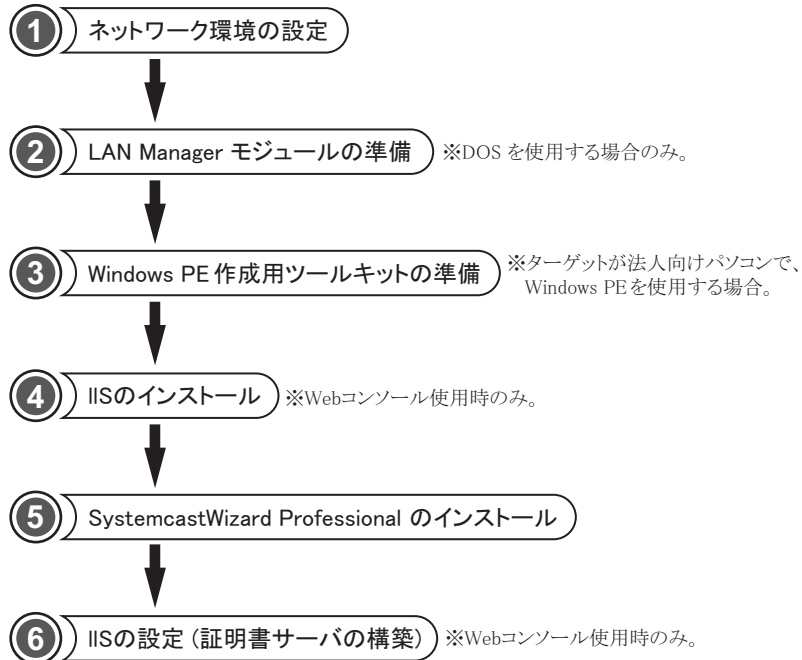 1 ネットワーク環境の設定
2 LAN Manager モジュールの準備 ※DOS を使用する場合のみ。
3 Windows PE 作成用ツールキットの準備 ※ターゲットが法人向けパソコンで、
Windows PEを使用する場合。
4 IISのインストール ※Webコンソール使用時のみ。
5 SystemcastWizard Professional のインストール
6 IISの設定 (証明書サーバの構築) ※Webコンソール使用時のみ。